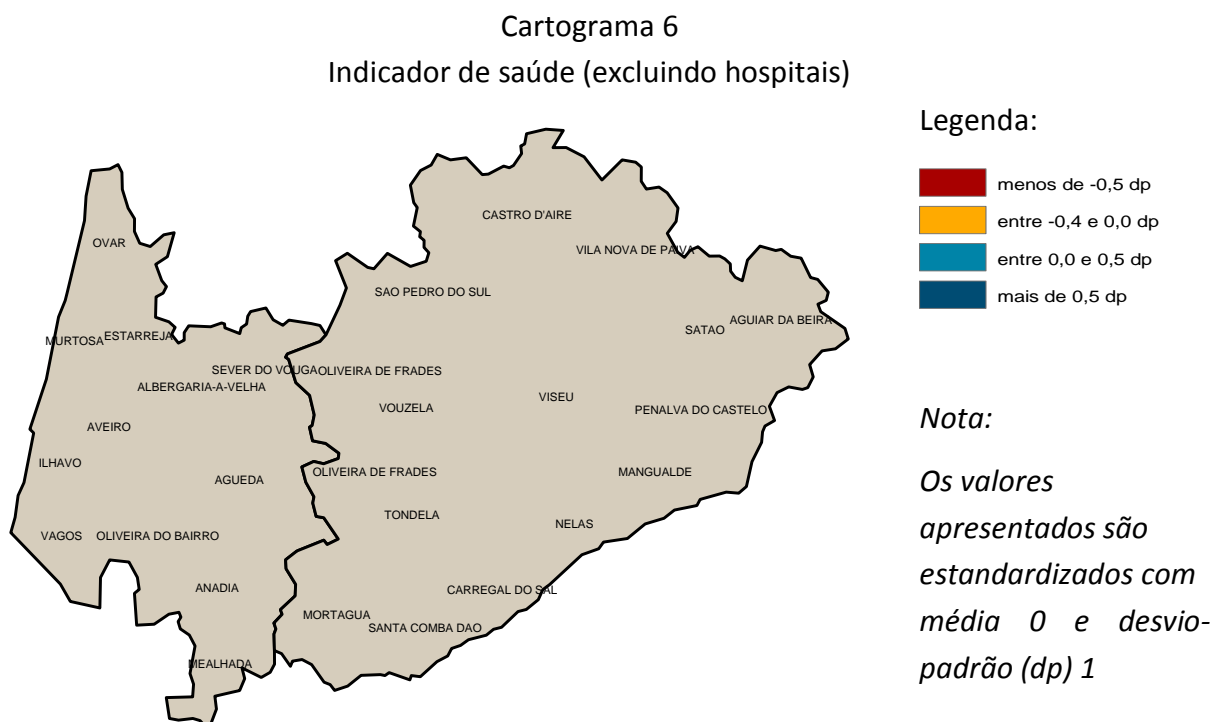 Cartograma 6
Indicador de saúde (excluindo hospitais)
Legenda:
menos de -0,5 dp
entre -0,4 e 0,0 dp
entre 0,0 e 0,5 dp
mais de 0,5 dp
Nota:
Os valores
apresentados são
estandardizados com
média 0 e desvio-
padrão (dp) 1
CASTRO D'AIRE
OVAR
VILA NOVA DE PAIVA
SAO PEDRO DO SUL
AGUIAR DA BEIRA
SATAO
MURTOSA
ESTARREJA
SEVER DO VOUGA
OLIVEIRA DE FRADES
ALBERGARIA-A-VELHA
VISEU
VOUZELA
PENALVA DO CASTELO
AVEIRO
ILHAVO
OLIVEIRA DE FRADES
MANGUALDE
AGUEDA
TONDELA
NELAS
VAGOS
OLIVEIRA DO BAIRRO
ANADIA
CARREGAL DO SAL
MORTAGUA
SANTA COMBA DAO
MEALHADA